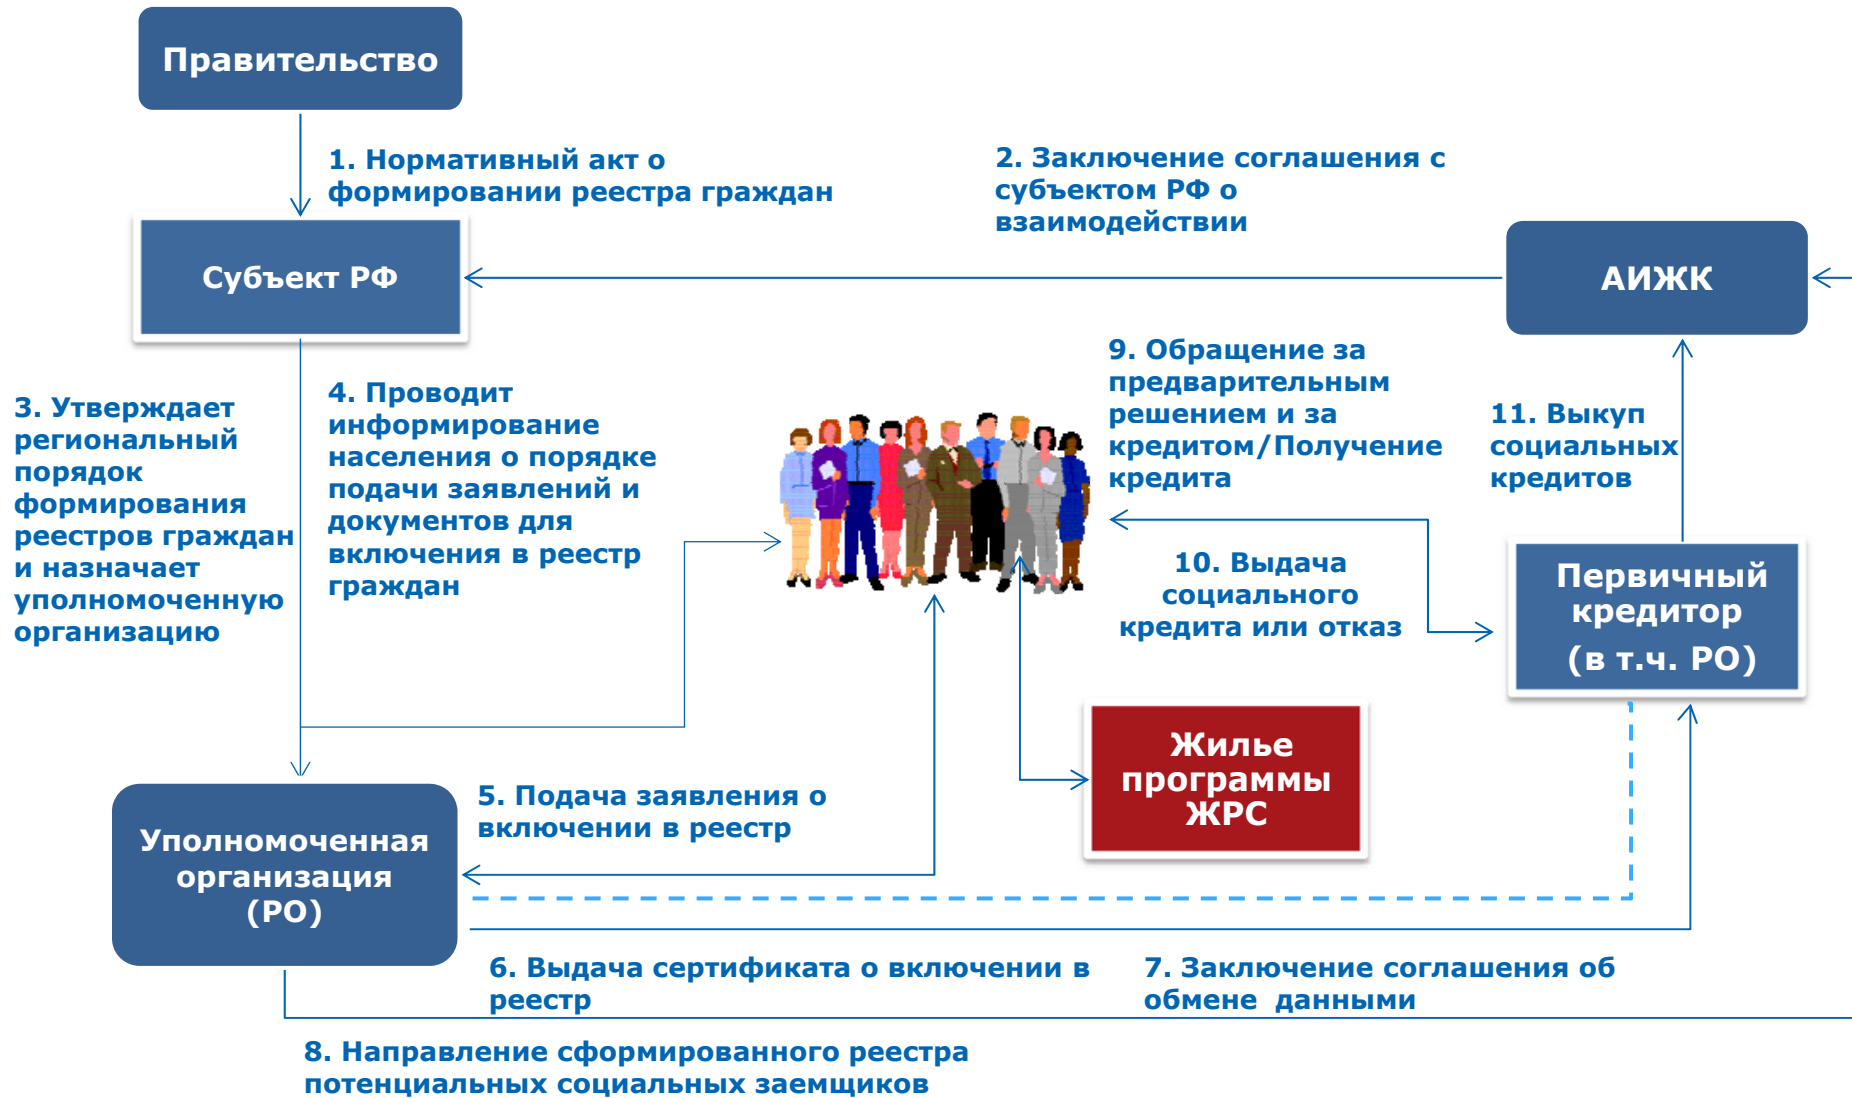 Правительство
1. Нормативный акт о
формировании реестра граждан
2. Заключение соглашения с
субъектом РФ о
взаимодействии
Субъект РФ
АИЖК
3. Утверждает
региональный
порядок
формирования
реестров граждан
и назначает
уполномоченную
организацию
4. Проводит
информирование
населения о порядке
подачи заявлений и
документов для
включения в реестр
граждан
9. Обращение за
предварительным
решением и за
кредитом/Получение
кредита
11. Выкуп
социальных
кредитов
10. Выдача
социального
кредита или отказ
Первичный
кредитор
(в т.ч. РО)
Жилье
программы
ЖРС
5. Подача заявления о
включении в реестр
Уполномоченная
организация
(РО)
6. Выдача сертификата о включении в
реестр
7. Заключение соглашения об
обмене  данными
8. Направление сформированного реестра
потенциальных социальных заемщиков